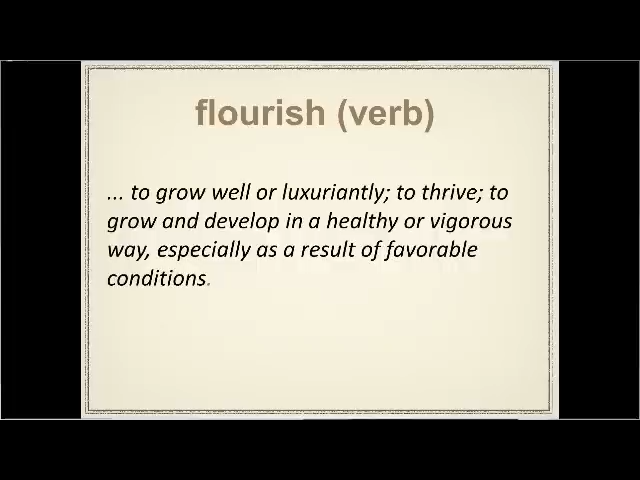 flourish (verb)
... to grow well or luxuriantly; to thrive; to
grow and develop in a healthy or vigorous
way, especially as a result of favorable
conditions.